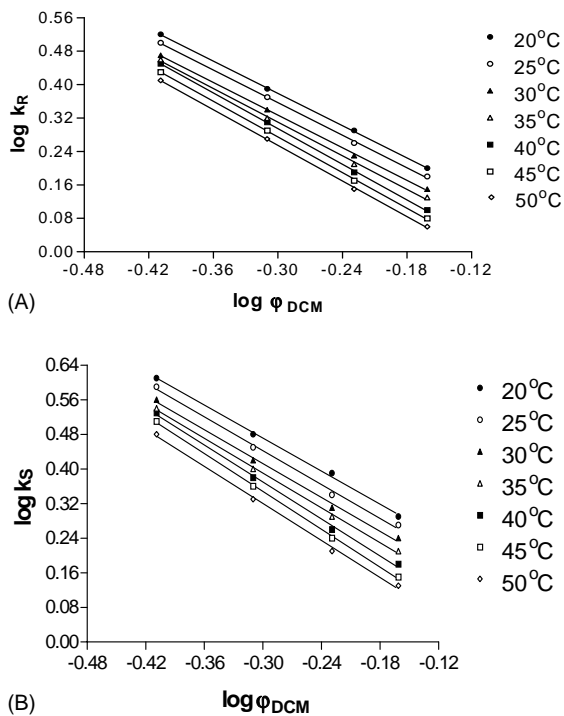 (A)
log k_R
0.56
0.48
0.40
0.32
0.24
0.16
0.08
0.00
-0.48 -0.42 -0.36 -0.30 -0.24 -0.18 -0.12
log φ DCM
20°C
25°C
30°C
35°C
40°C
45°C
50°C
(B)
log k_S
0.64
0.56
0.48
0.40
0.32
0.24
0.16
0.08
0.00
-0.48 -0.42 -0.36 -0.30 -0.24 -0.18 -0.12
logφDCM
20°C
25°C
30°C
35°C
40°C
45°C
50°C